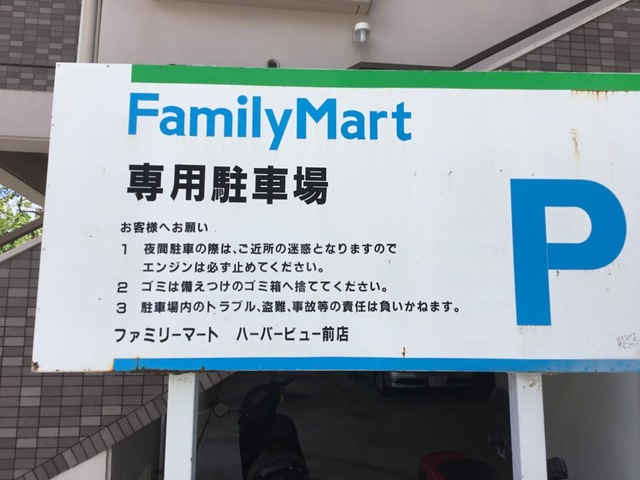 FamilyMart
専用駐車場
P
お客様へお願い
1 夜間駐車の際は、ご近所の迷惑となりますので
エンジンは必ず止めてください。
2 ゴミは備えつけのゴミ箱へ捨ててください。
3 駐車場内のトラブル、盗難、事故等の責任は負いかねます。
ファミリーマート ハーバービュー前店